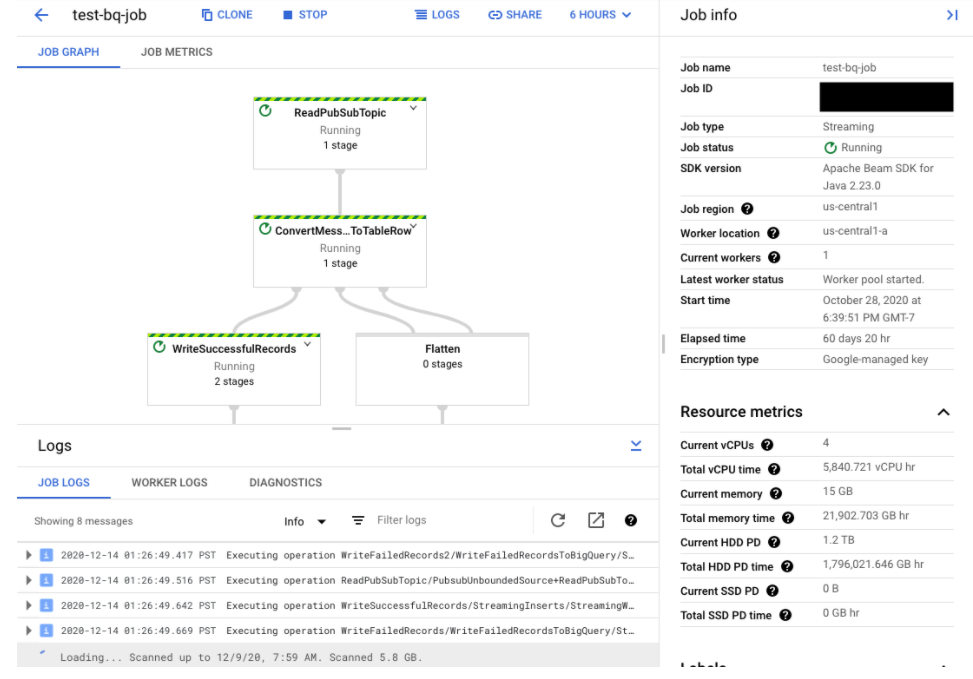 test-bq-job CLONE STOP LOGS SHARE 6 HOURS
JOB GRAPH JOB METRICS
ReadPubSubTopic
Running
1 stage
ConvertMess...ToTableRow
Running
1 stage
WriteSuccessfulRecords
Running
2 stages
Flatten
0 stages
Logs
JOB LOGS WORKER LOGS DIAGNOSTICS
Showing 8 messages Info Filter logs
2020-12-14 01:26:49.417 PST Executing operation WriteFailedRecords2/WriteFailedRecordsToBigQuery/S…
2020-12-14 01:26:49.516 PST Executing operation ReadPubSubTopic/PubsubUnboundedSource+ReadPubSubTo…
2020-12-14 01:26:49.642 PST Executing operation WriteSuccessfulRecords/StreamingInserts/StreamingW…
2020-12-14 01:26:49.669 PST Executing operation WriteFailedRecords/WriteFailedRecordsToBigQuery/St…
Loading... Scanned up to 12/9/20, 7:59 AM. Scanned 5.8 GB.
Job info
Job name test-bq-job
Job ID
Job type Streaming
Job status Running
SDK version Apache Beam SDK for
Java 2.23.0
Job region us-central1
Worker location us-central1-a
Current workers 1
Latest worker status Worker pool started.
Start time October 28, 2020 at
6:39:51 PM GMT-7
Elapsed time 60 days 20 hr
Encryption type Google-managed key
Resource metrics
Current vCPUs 4
Total vCPU time 5,840.721 vCPU hr
Current memory 15 GB
Total memory time 21,902.703 GB hr
Current HDD PD 1.2 TB
Total HDD PD time 1,796,021.646 GB hr
Current SSD PD 0 B
Total SSD PD time 0 GB hr